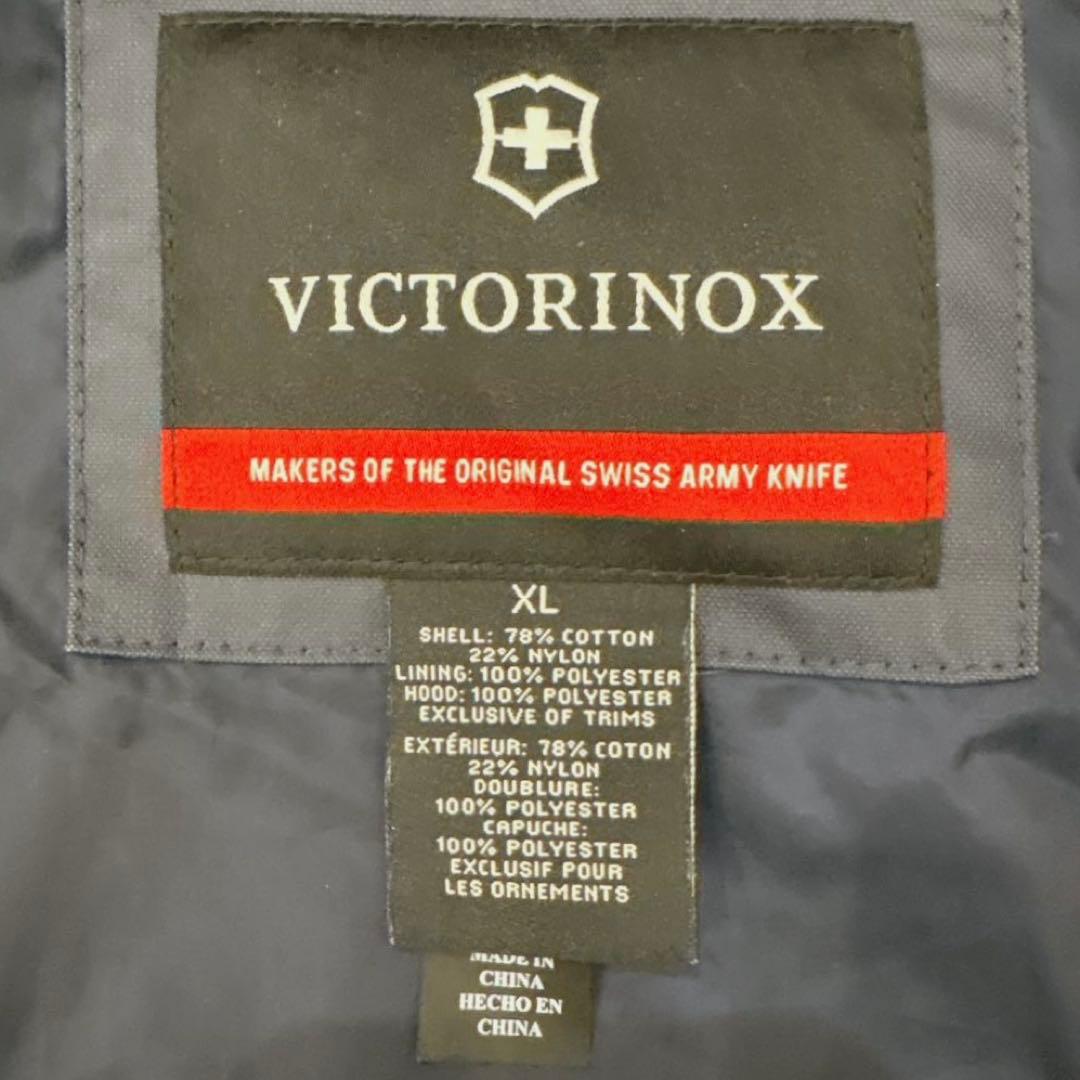 VICTORINOX
MAKERS OF THE ORIGINAL SWISS ARMY KNIFE
XL
SHELL: 78% COTTON
22% NYLON
LINING: 100% POLYESTER
HOOD: 100% POLYESTER
EXCLUSIVE OF TRIMS
EXTÉRIEUR: 78% COTON
22% NYLON
DOUBLURE:
100% POLYESTER
CAPUCHE:
100% POLYESTER
EXCLUSIF POUR
LES ORNEMENTS
MADE IN
CHINA
HECHO EN
CHINA